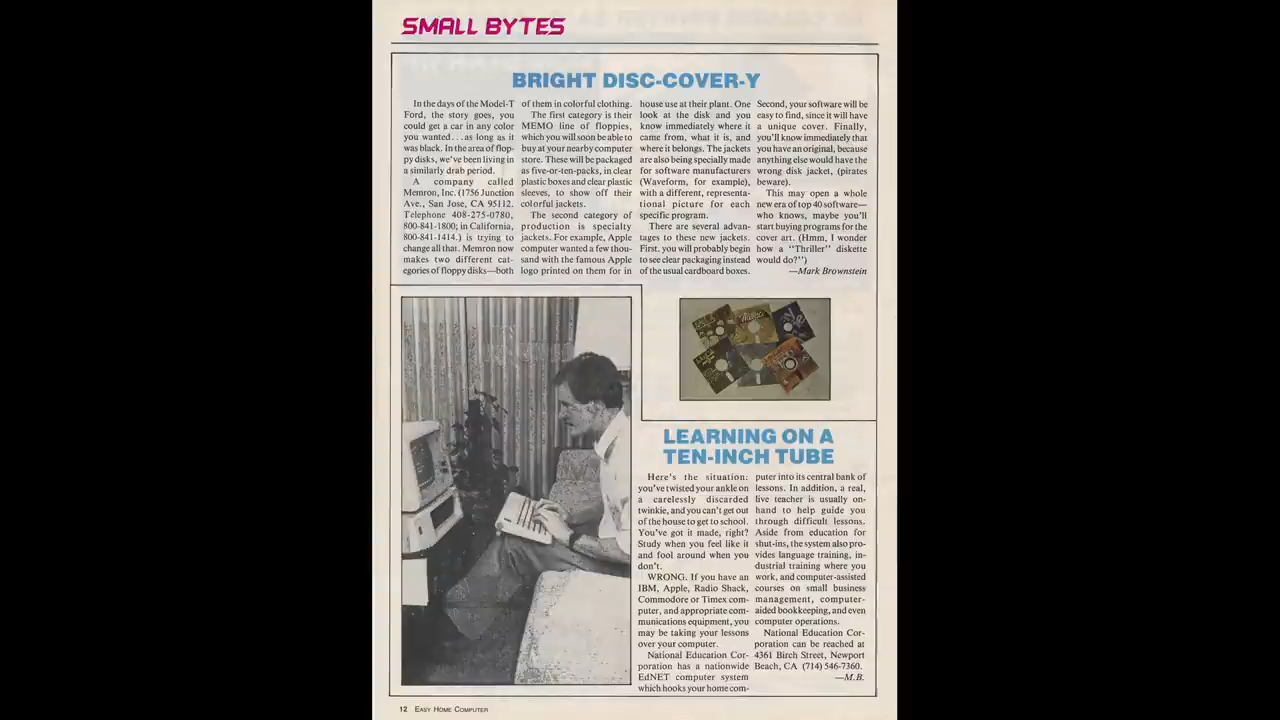 SMALL BYTES
BRIGHT DISC-COVER-Y
In the days of the Model-T
Ford, the story goes, you
could get a car in any color
you wanted...as long as it
was black. In the area of flop-
py disks, we've been living in
a similarly drab period.
A company called
Memron, Inc. (1756 Junction
Ave., San Jose, CA 95112.
Telephone 408-275-0780,
800-841-1800; in California,
800-841-1414.) is trying to
change all that. Memron now
makes two different cat-
egories of floppy disks—both
of them in colorful clothing.
The first category is their
MEMO line of floppies,
which you will soon be able to
buy at your nearby computer
store. These will be packaged
as five-or-ten-packs, in clear
plastic boxes and clear plastic
sleeves, to show off their
colorful jackets.
The second category of
production is specialty
jackets. For example, Apple
computer wanted a few thou-
sand with the famous Apple
logo printed on them for in
house use at their plant. One
look at the disk and you
know immediately where it
came from, what it is, and
where it belongs. The jackets
are also being specially made
for software manufacturers
(Waveform, for example),
with a different, representa-
tional picture for each
specific program.
There are several advan-
tages to these new jackets.
First, you will probably begin
to see clear packaging instead
of the usual cardboard boxes.
Second, your software will be
easy to find, since it will have
a unique cover. Finally,
you'll know immediately that
you have an original, because
anything else would have the
wrong disk jacket, (pirates
beware).
This may open a whole
new era of top 40 software—
who knows, maybe you'll
start buying programs for the
cover art. (Hmm, I wonder
how a "Thriller" diskette
would do?")
—Mark Brownstein
LEARNING ON A
TEN-INCH TUBE
Here's the situation:
you've twisted your ankle on
a carelessly discarded
twinkie, and you can't get out
of the house to get to school.
You've got it made, right?
Study when you feel like it
and fool around when you
don't.
WRONG. If you have an
IBM, Apple, Radio Shack,
Commodore or Timex com-
puter, and appropriate com-
munications equipment, you
may be taking your lessons
over your computer.
National Education Cor-
poration has a nationwide
EdNET computer system
which hooks your home com-
puter into its central bank of
lessons. In addition, a real,
live teacher is usually on-
hand to help guide you
through difficult lessons.
Aside from education for
shut-ins, the system also pro-
vides language training, in-
dustrial training where you
work, and computer-assisted
courses on small business
management, computer-
aided bookkeeping, and even
computer operations.
National Education Cor-
poration can be reached at
4361 Birch Street, Newport
Beach, CA (714) 546-7360.
—M.B.
12 EASY HOME COMPUTER